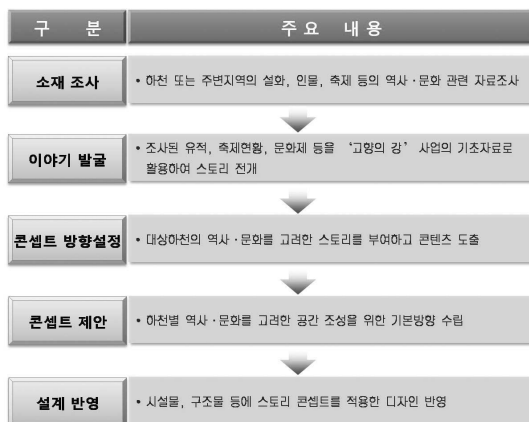 구 분 주요 내용
소재 조사 • 하천 또는 주변지역의 설화, 인물, 축제 등의 역사·문화 관련 자료조사
이야기 발굴 • 조사된 유적, 축제현황, 문화제 등을 ‘고향의 강’ 사업의 기초자료로
활용하여 스토리 전개
콘셉트 방향설정 • 대상하천의 역사·문화를 고려한 스토리를 부여하고 콘텐츠 도출
콘셉트 제안 • 하천별 역사·문화를 고려한 공간 조성을 위한 기본방향 수립
설계 반영 • 시설물, 구조물 등에 스토리 콘셉트를 적용한 디자인 반영